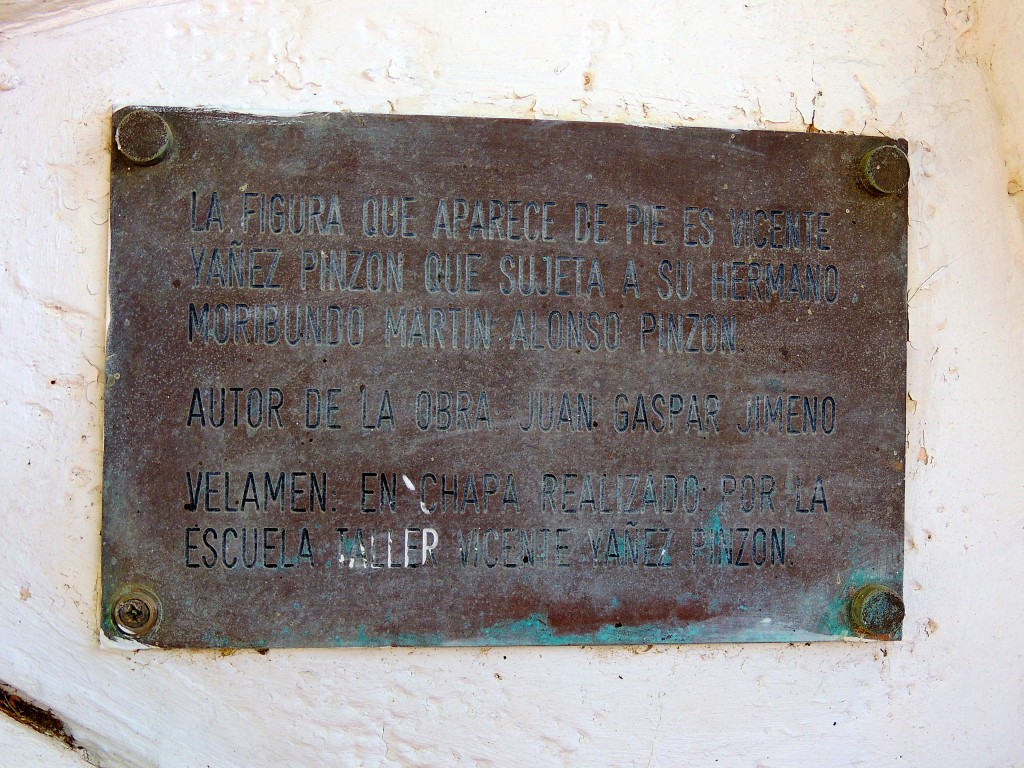 LA FIGURA QUE APARECE DE PIE ES VICENTE
YAÑEZ PINZON QUE SUJETA A SU HERMANO
MORIBUNDO MARTIN ALONSO PINZON.
AUTOR DE LA OBRA. JUAN GASPAR JIMENO
VELAMEN. EN CHAPA REALIZADO POR LA
ESCUELA TALLER VICENTE YAÑEZ PINZON.